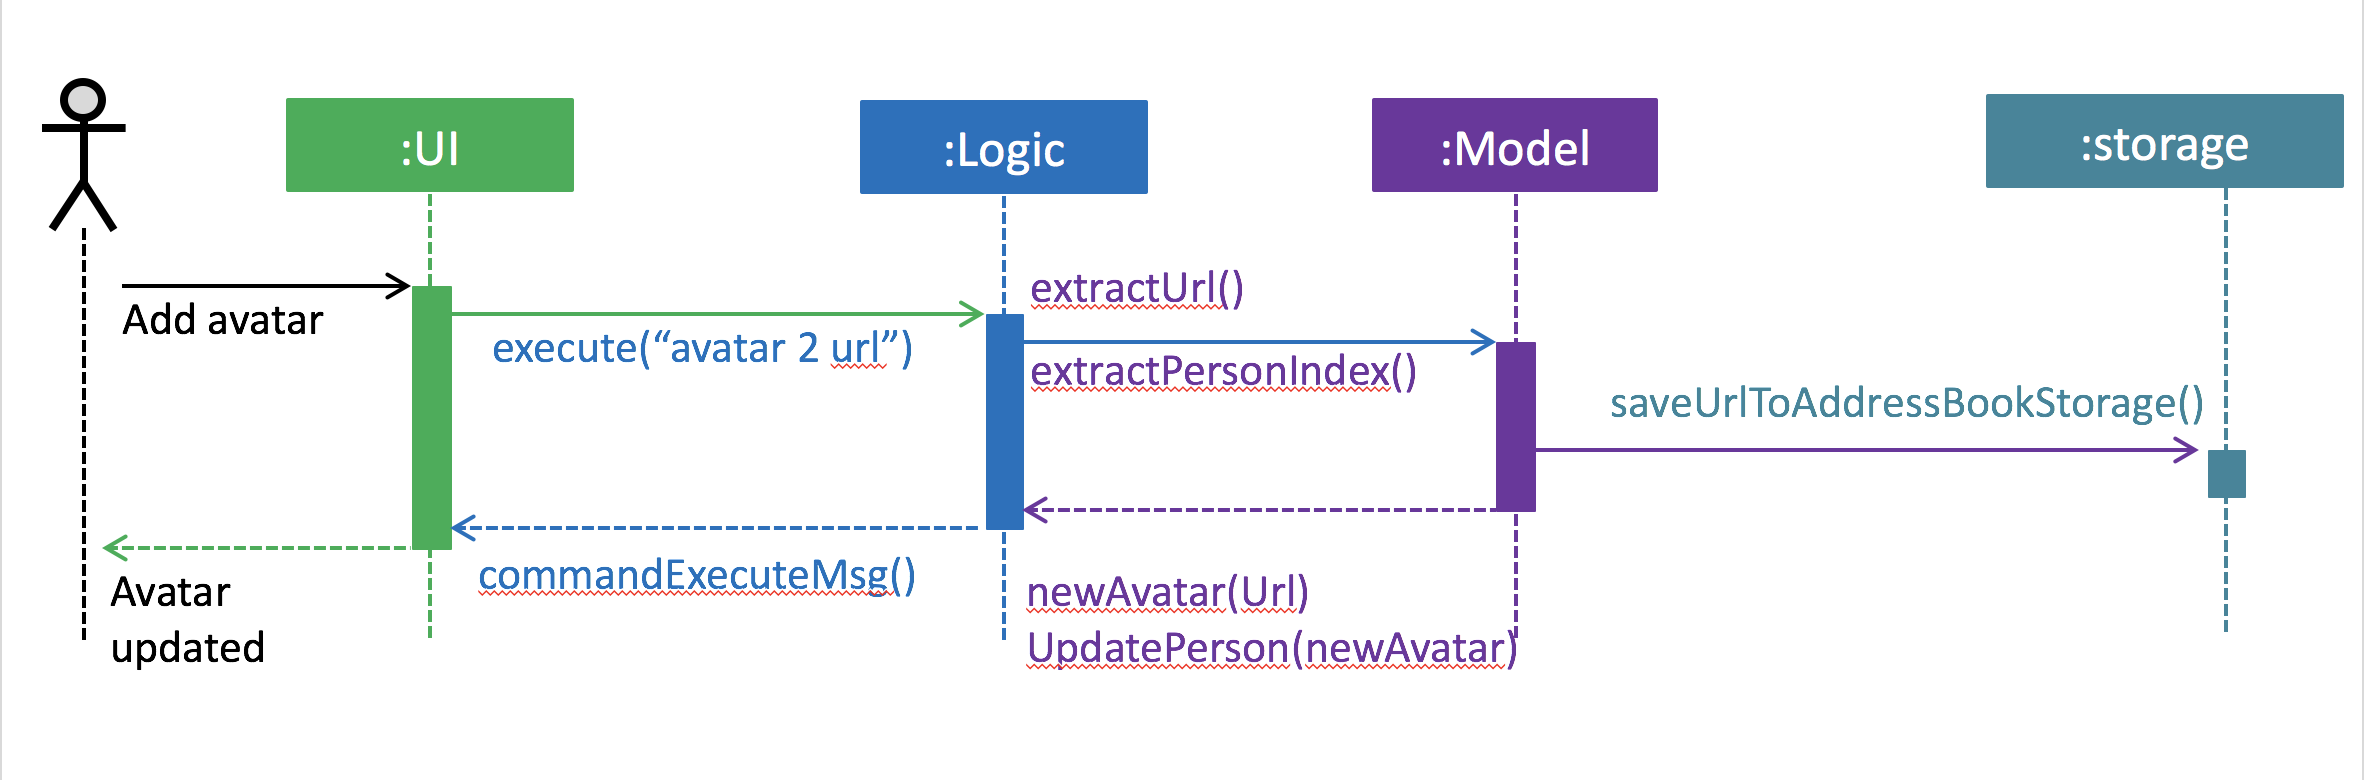 :UI
:Logic
:Model
:storage
Add avatar
execute(“avatar 2 url”)
extractUrl()
extractPersonIndex()
saveUrlToAddressBookStorage()
commandExecuteMsg()
Avatar
updated
newAvatar(Url)
UpdatePerson(newAvatar)